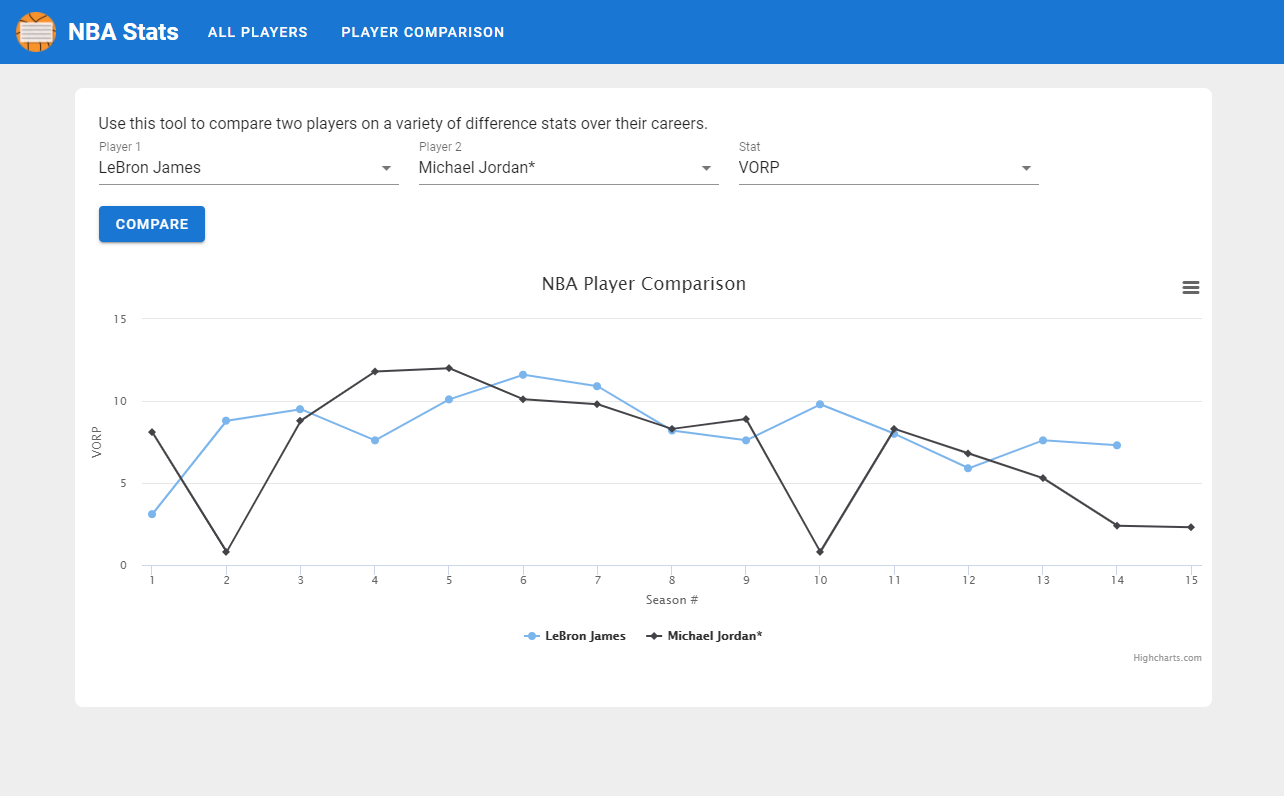 NBA Stats ALL PLAYERS PLAYER COMPARISON
Use this tool to compare two players on a variety of difference stats over their careers.
Player 1 Player 2 Stat
LeBron James Michael Jordan* VORP
COMPARE
NBA Player Comparison
15
10
5
0
VORP
1 2 3 4 5 6 7 8 9 10 11 12 13 14 15
Season #
LeBron James Michael Jordan*
Highcharts.com